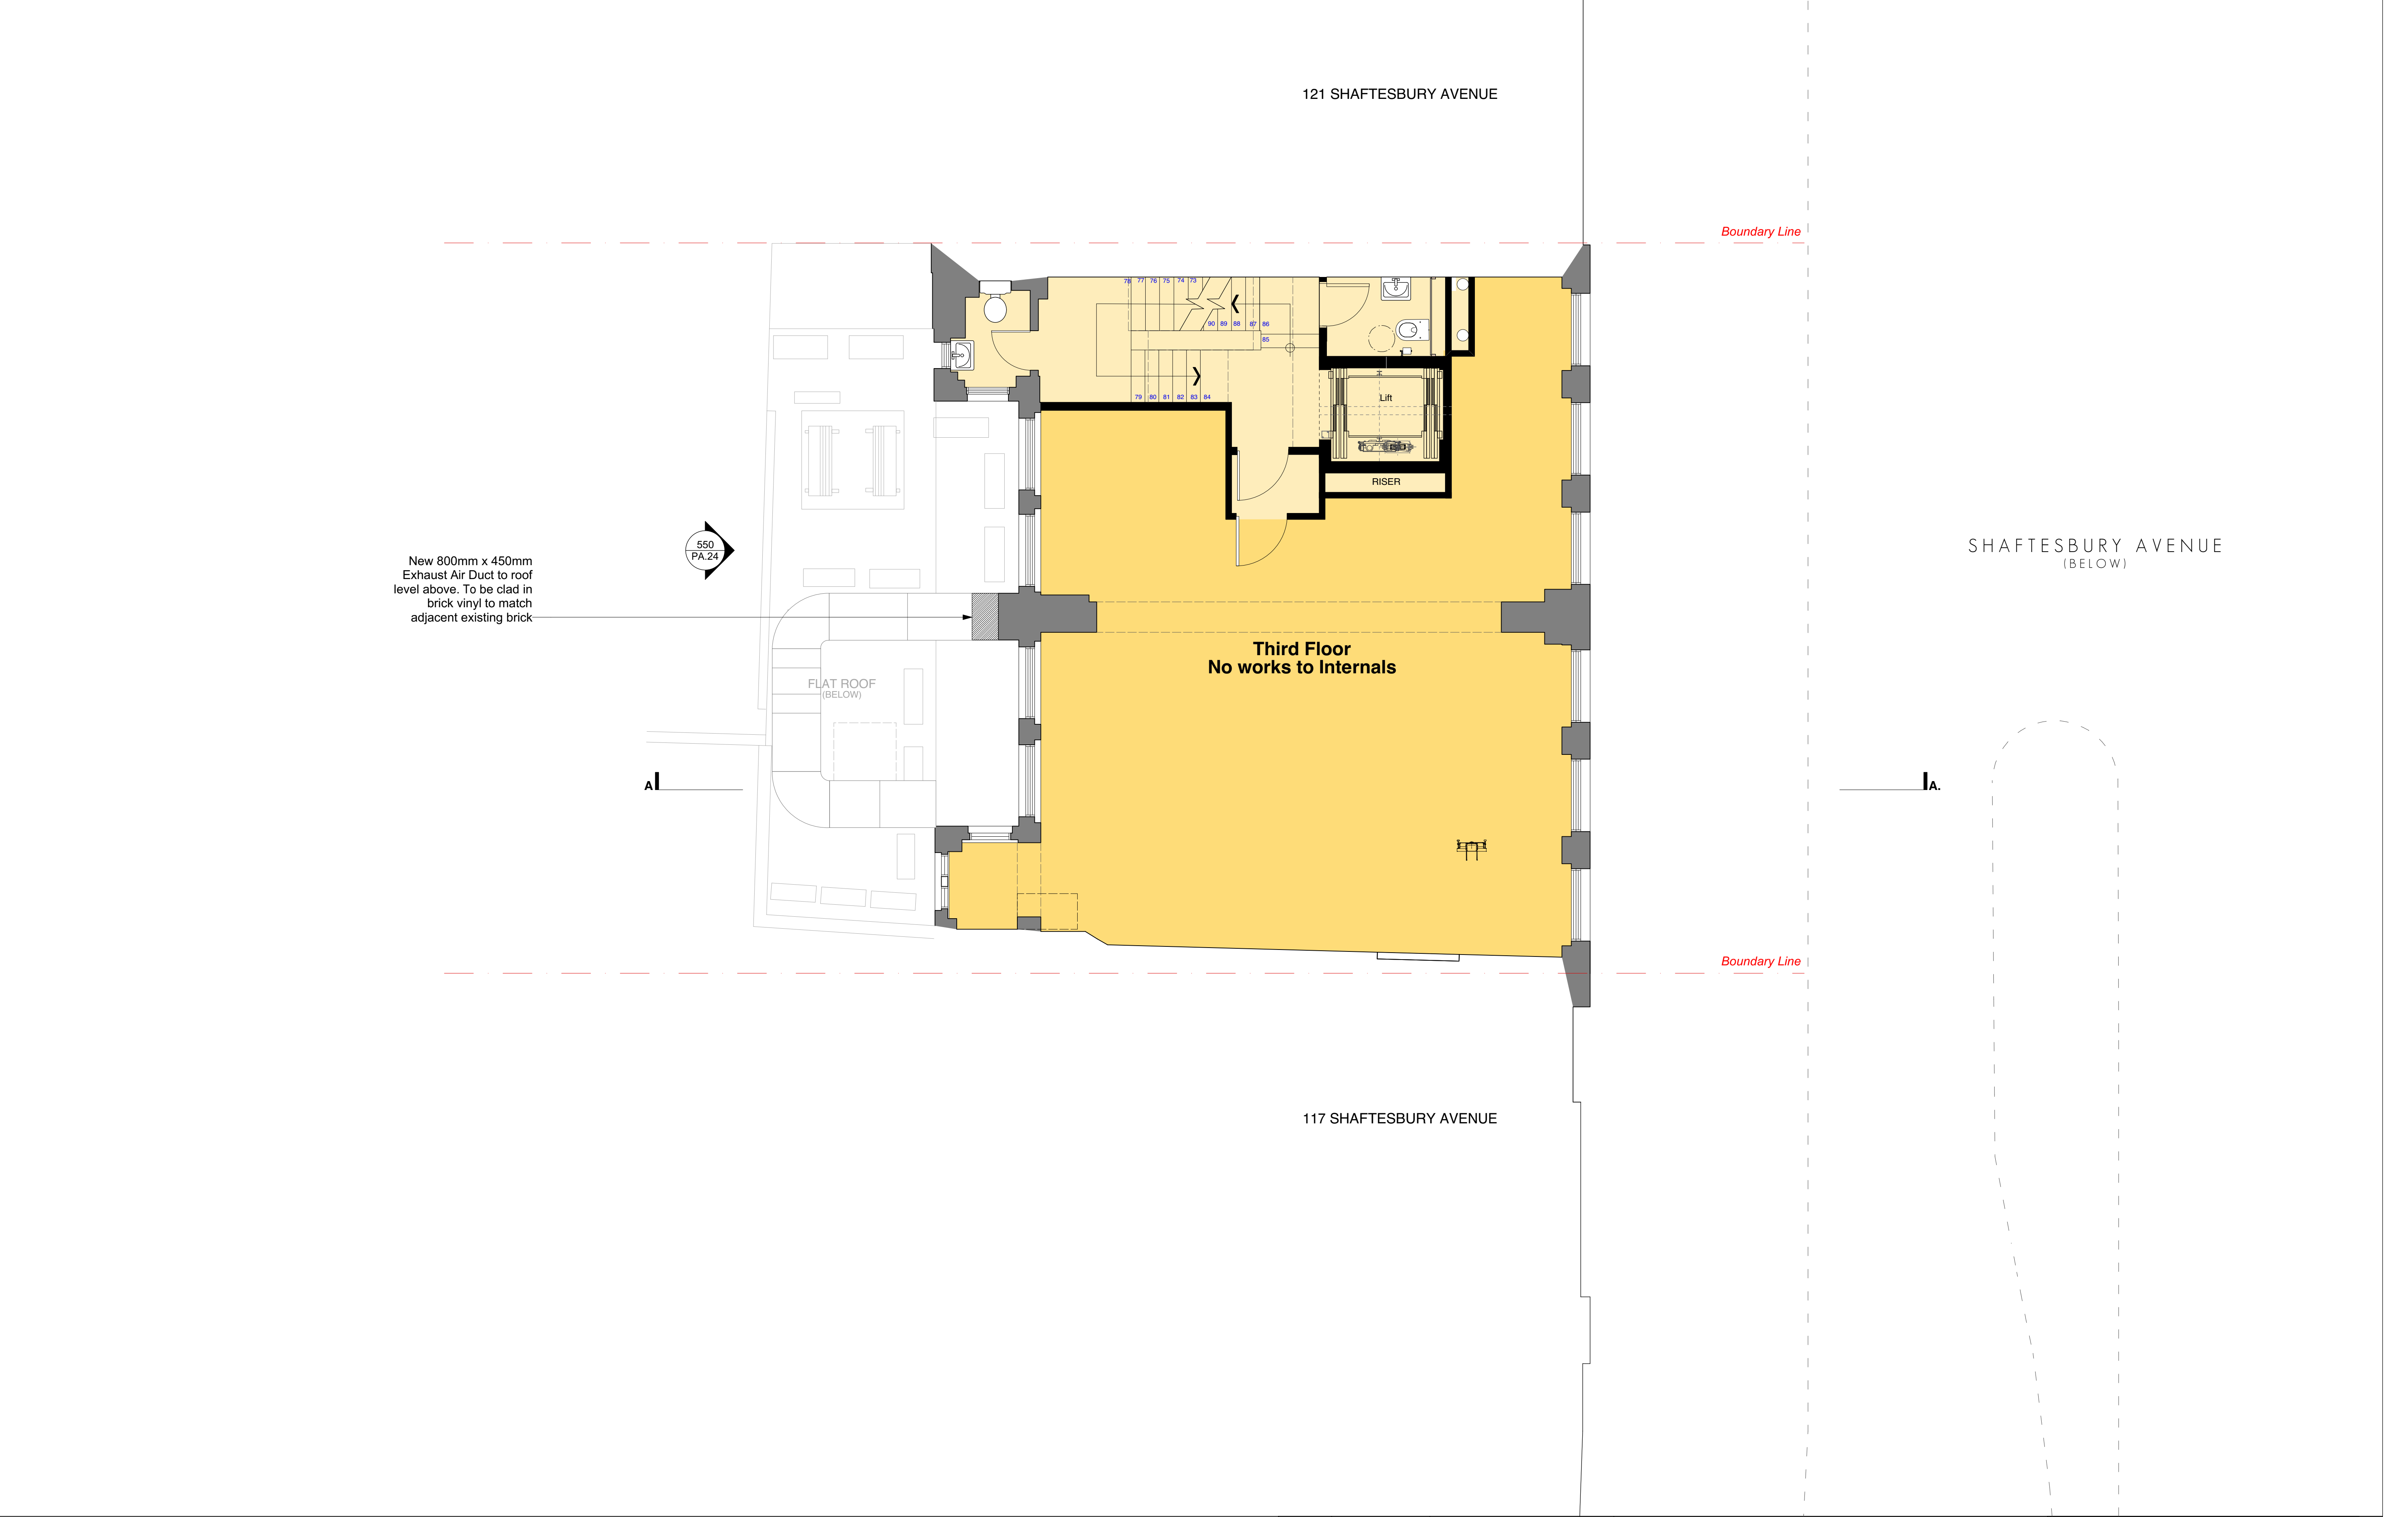 121 SHAFTESBURY AVENUE
Boundary Line
78 77 76 75 74 73
90 89 88 87 86
85
79 80 81 82 83 84
Lift
RISER
550
PA.24
New 800mm x 450mm
Exhaust Air Duct to roof
level above. To be clad in
brick vinyl to match
adjacent existing brick
SHAFTESBURY AVENUE
(BELOW)
Third Floor
No works to Internals
FLAT ROOF
(BELOW)
A
A.
Boundary Line
117 SHAFTESBURY AVENUE